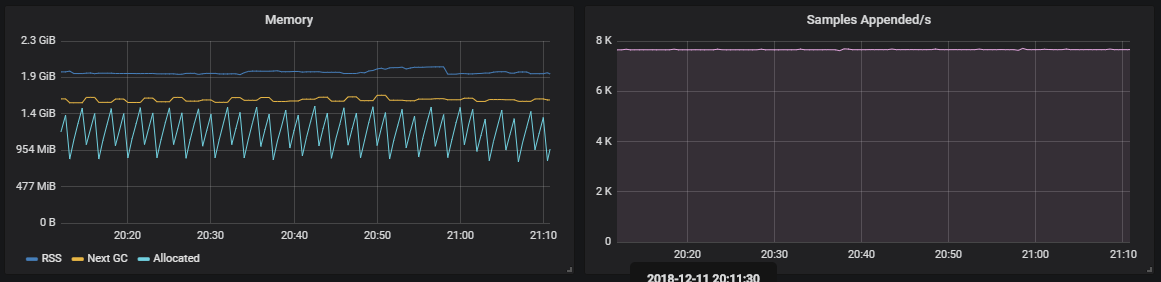 Memory
2.3 GiB
1.9 GiB
1.4 GiB
954 MiB
477 MiB
0 B
20:20 20:30 20:40 20:50 21:00 21:10
RSS Next GC Allocated
Samples Appended/s
8 K
6 K
4 K
2 K
0
20:20 20:30 20:40 20:50 21:00 21:10
2018-12-11 20:11:30